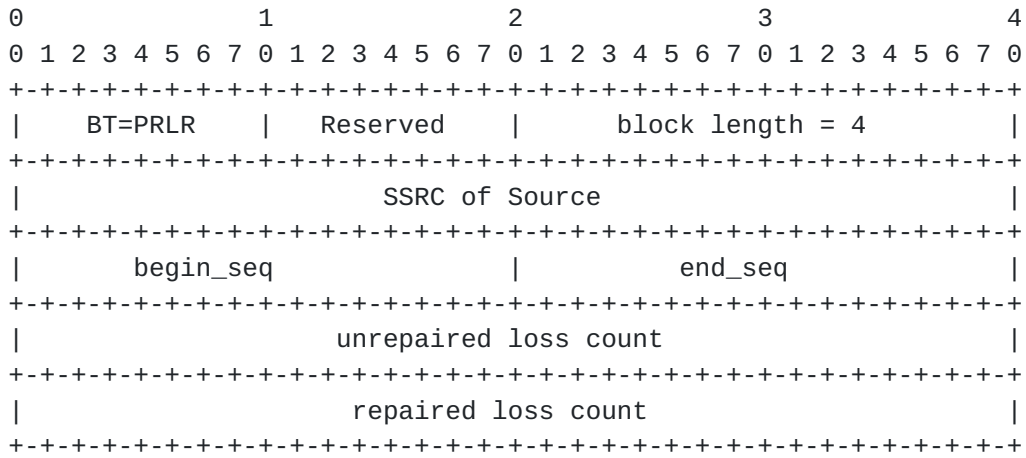 0                   1                   2                   3                   4
0 1 2 3 4 5 6 7 0 1 2 3 4 5 6 7 0 1 2 3 4 5 6 7 0 1 2 3 4 5 6 7 0
+-+-+-+-+-+-+-+-+-+-+-+-+-+-+-+-+-+-+-+-+-+-+-+-+-+-+-+-+-+-+-+-+
|    BT=PRLR    |   Reserved    |      block length = 4         |
+-+-+-+-+-+-+-+-+-+-+-+-+-+-+-+-+-+-+-+-+-+-+-+-+-+-+-+-+-+-+-+-+
|                       SSRC of Source                          |
+-+-+-+-+-+-+-+-+-+-+-+-+-+-+-+-+-+-+-+-+-+-+-+-+-+-+-+-+-+-+-+-+
|       begin_seq               |          end_seq              |
+-+-+-+-+-+-+-+-+-+-+-+-+-+-+-+-+-+-+-+-+-+-+-+-+-+-+-+-+-+-+-+-+
|                    unrepaired loss count                      |
+-+-+-+-+-+-+-+-+-+-+-+-+-+-+-+-+-+-+-+-+-+-+-+-+-+-+-+-+-+-+-+-+
|                     repaired loss count                       |
+-+-+-+-+-+-+-+-+-+-+-+-+-+-+-+-+-+-+-+-+-+-+-+-+-+-+-+-+-+-+-+-+